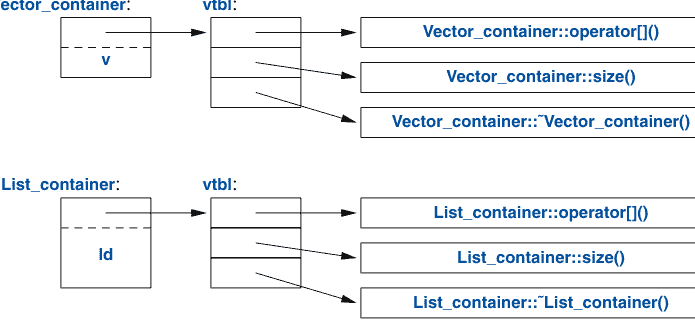 ector_container: vtbl:
Vector_container::operator[]()
v
Vector_container::size()
Vector_container::˜Vector_container()
List_container: vtbl:
List_container::operator[]()
ld
List_container::size()
List_container::˜List_container()